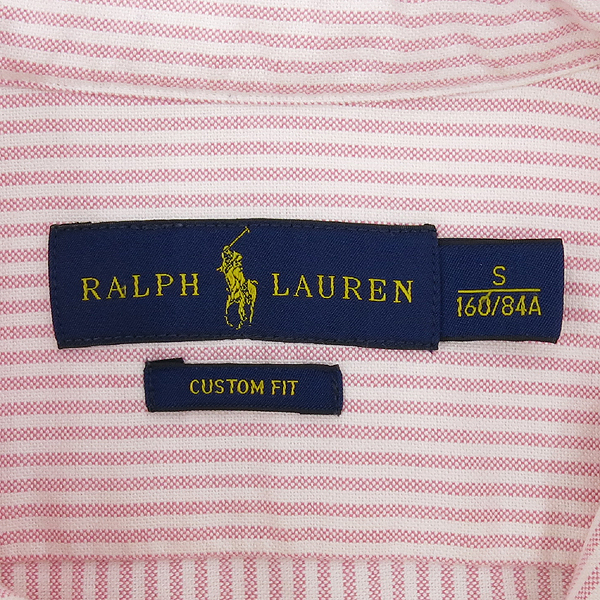 RALPH LAUREN
S
160/84A
CUSTOM FIT